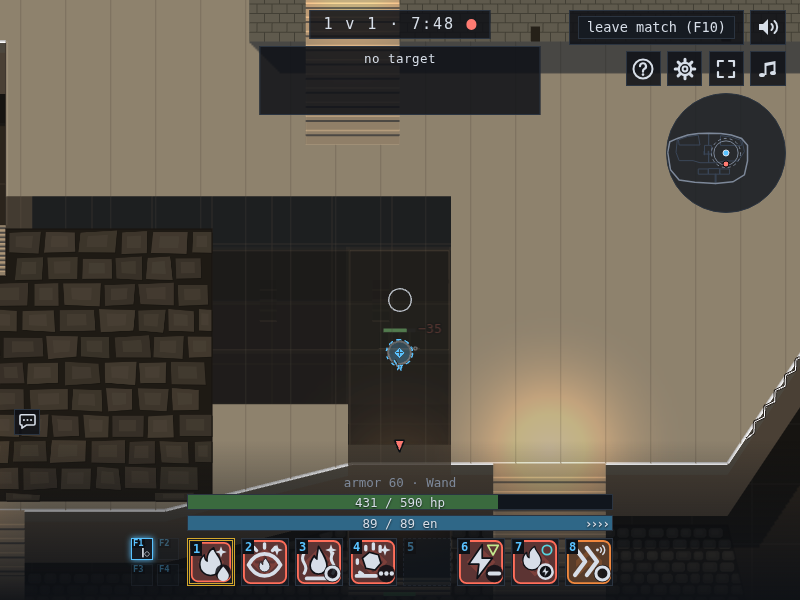 1 v 1 · 7:48
leave match (F10)
no target
-35
armor 60 · Wand
431 / 590 hp
89 / 89 en
F1 F2
F3 F4
1 2 3 4 5 6 7 8